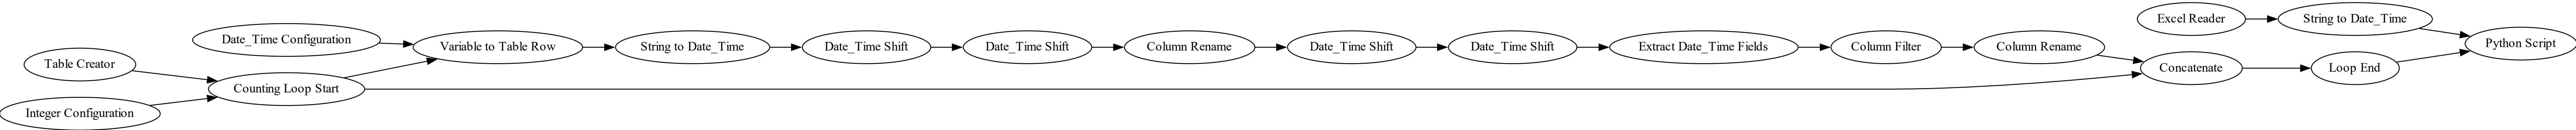 Table Creator
Integer Configuration
Date_Time Configuration
Counting Loop Start
Variable to Table Row
String to Date_Time
Date_Time Shift
Date_Time Shift
Column Rename
Date_Time Shift
Date_Time Shift
Extract Date_Time Fields
Column Filter
Column Rename
Excel Reader
Concatenate
String to Date_Time
Loop End
Python Script